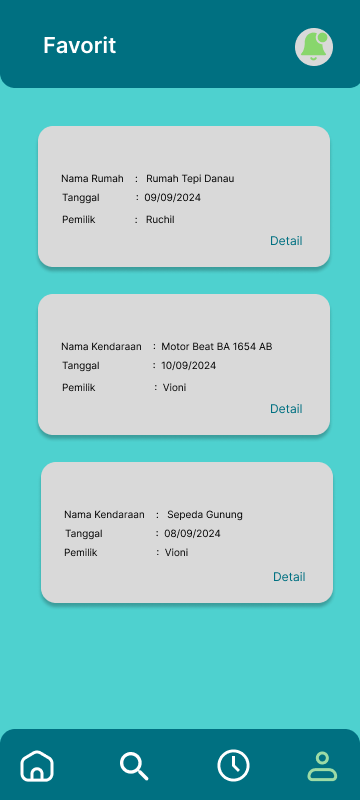 Favorit
Nama Rumah : Rumah Tepi Danau
Tanggal : 09/09/2024
Pemilik : Ruchil
Detail
Nama Kendaraan : Motor Beat BA 1654 AB
Tanggal : 10/09/2024
Pemilik : Vioni
Detail
Nama Kendaraan : Sepeda Gunung
Tanggal : 08/09/2024
Pemilik : Vioni
Detail